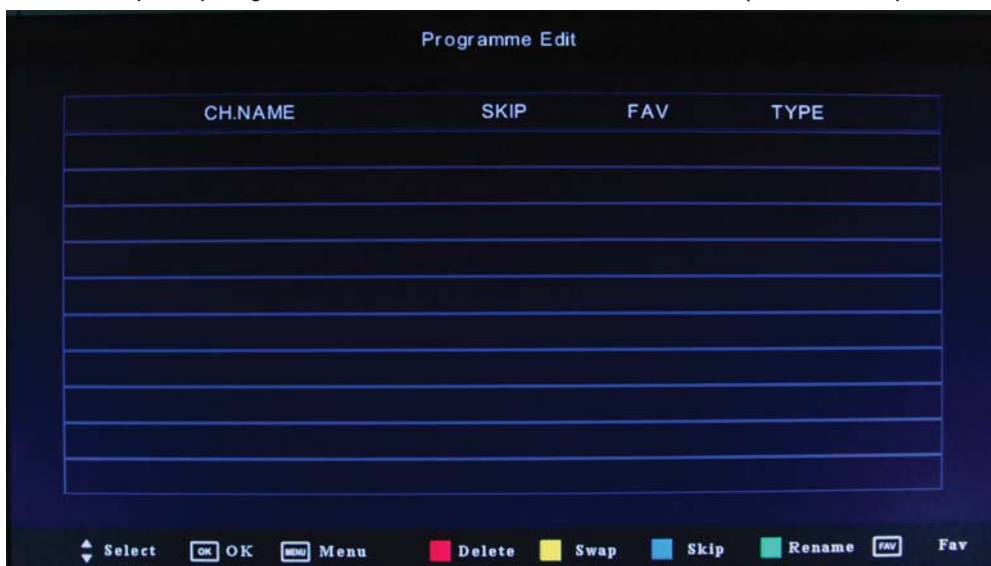 Programme Edit
CH.NAME SKIP FAV TYPE
Select OK OK MENU Menu Delete Swap Skip Rename FAV Fav